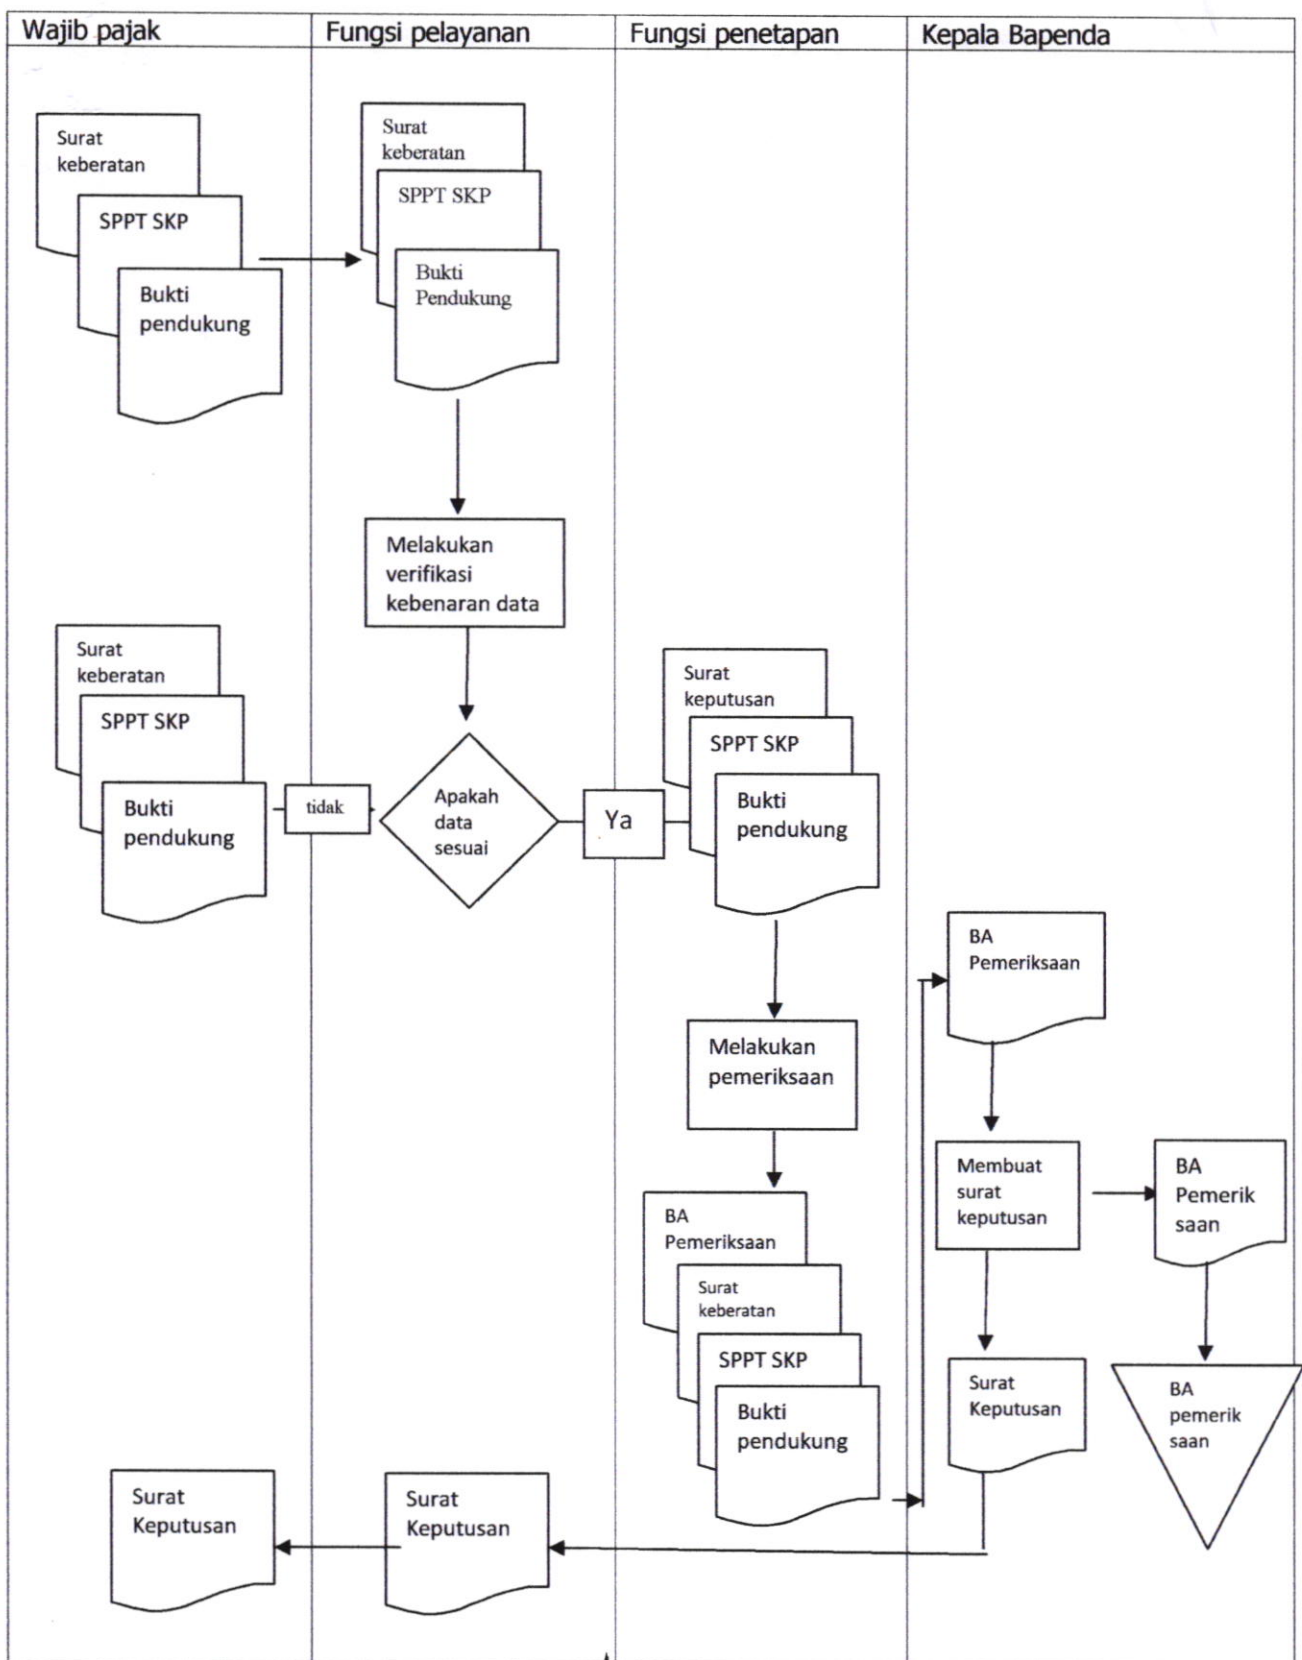 Wajib pajak
Fungsi pelayanan
Fungsi penetapan
Kepala Bapenda
Surat
keberatan
SPPT SKP
Bukti
pendukung
Surat
keberatan
SPPT SKP
Bukti
Pendukung
Melakukan
verifikasi
kebenaran data
Surat
keberatan
SPPT SKP
Bukti
pendukung
tidak
Apakah
data
sesuai
Ya
Surat
keputusan
SPPT SKP
Bukti
pendukung
Melakukan
pemeriksaan
BA
Pemeriksaan
Surat
keberatan
SPPT SKP
Bukti
pendukung
BA
Pemeriksaan
Membuat
surat
keputusan
BA
Pemerik
saan
Surat
Keputusan
BA
pemerik
saan
Surat
Keputusan
Surat
Keputusan